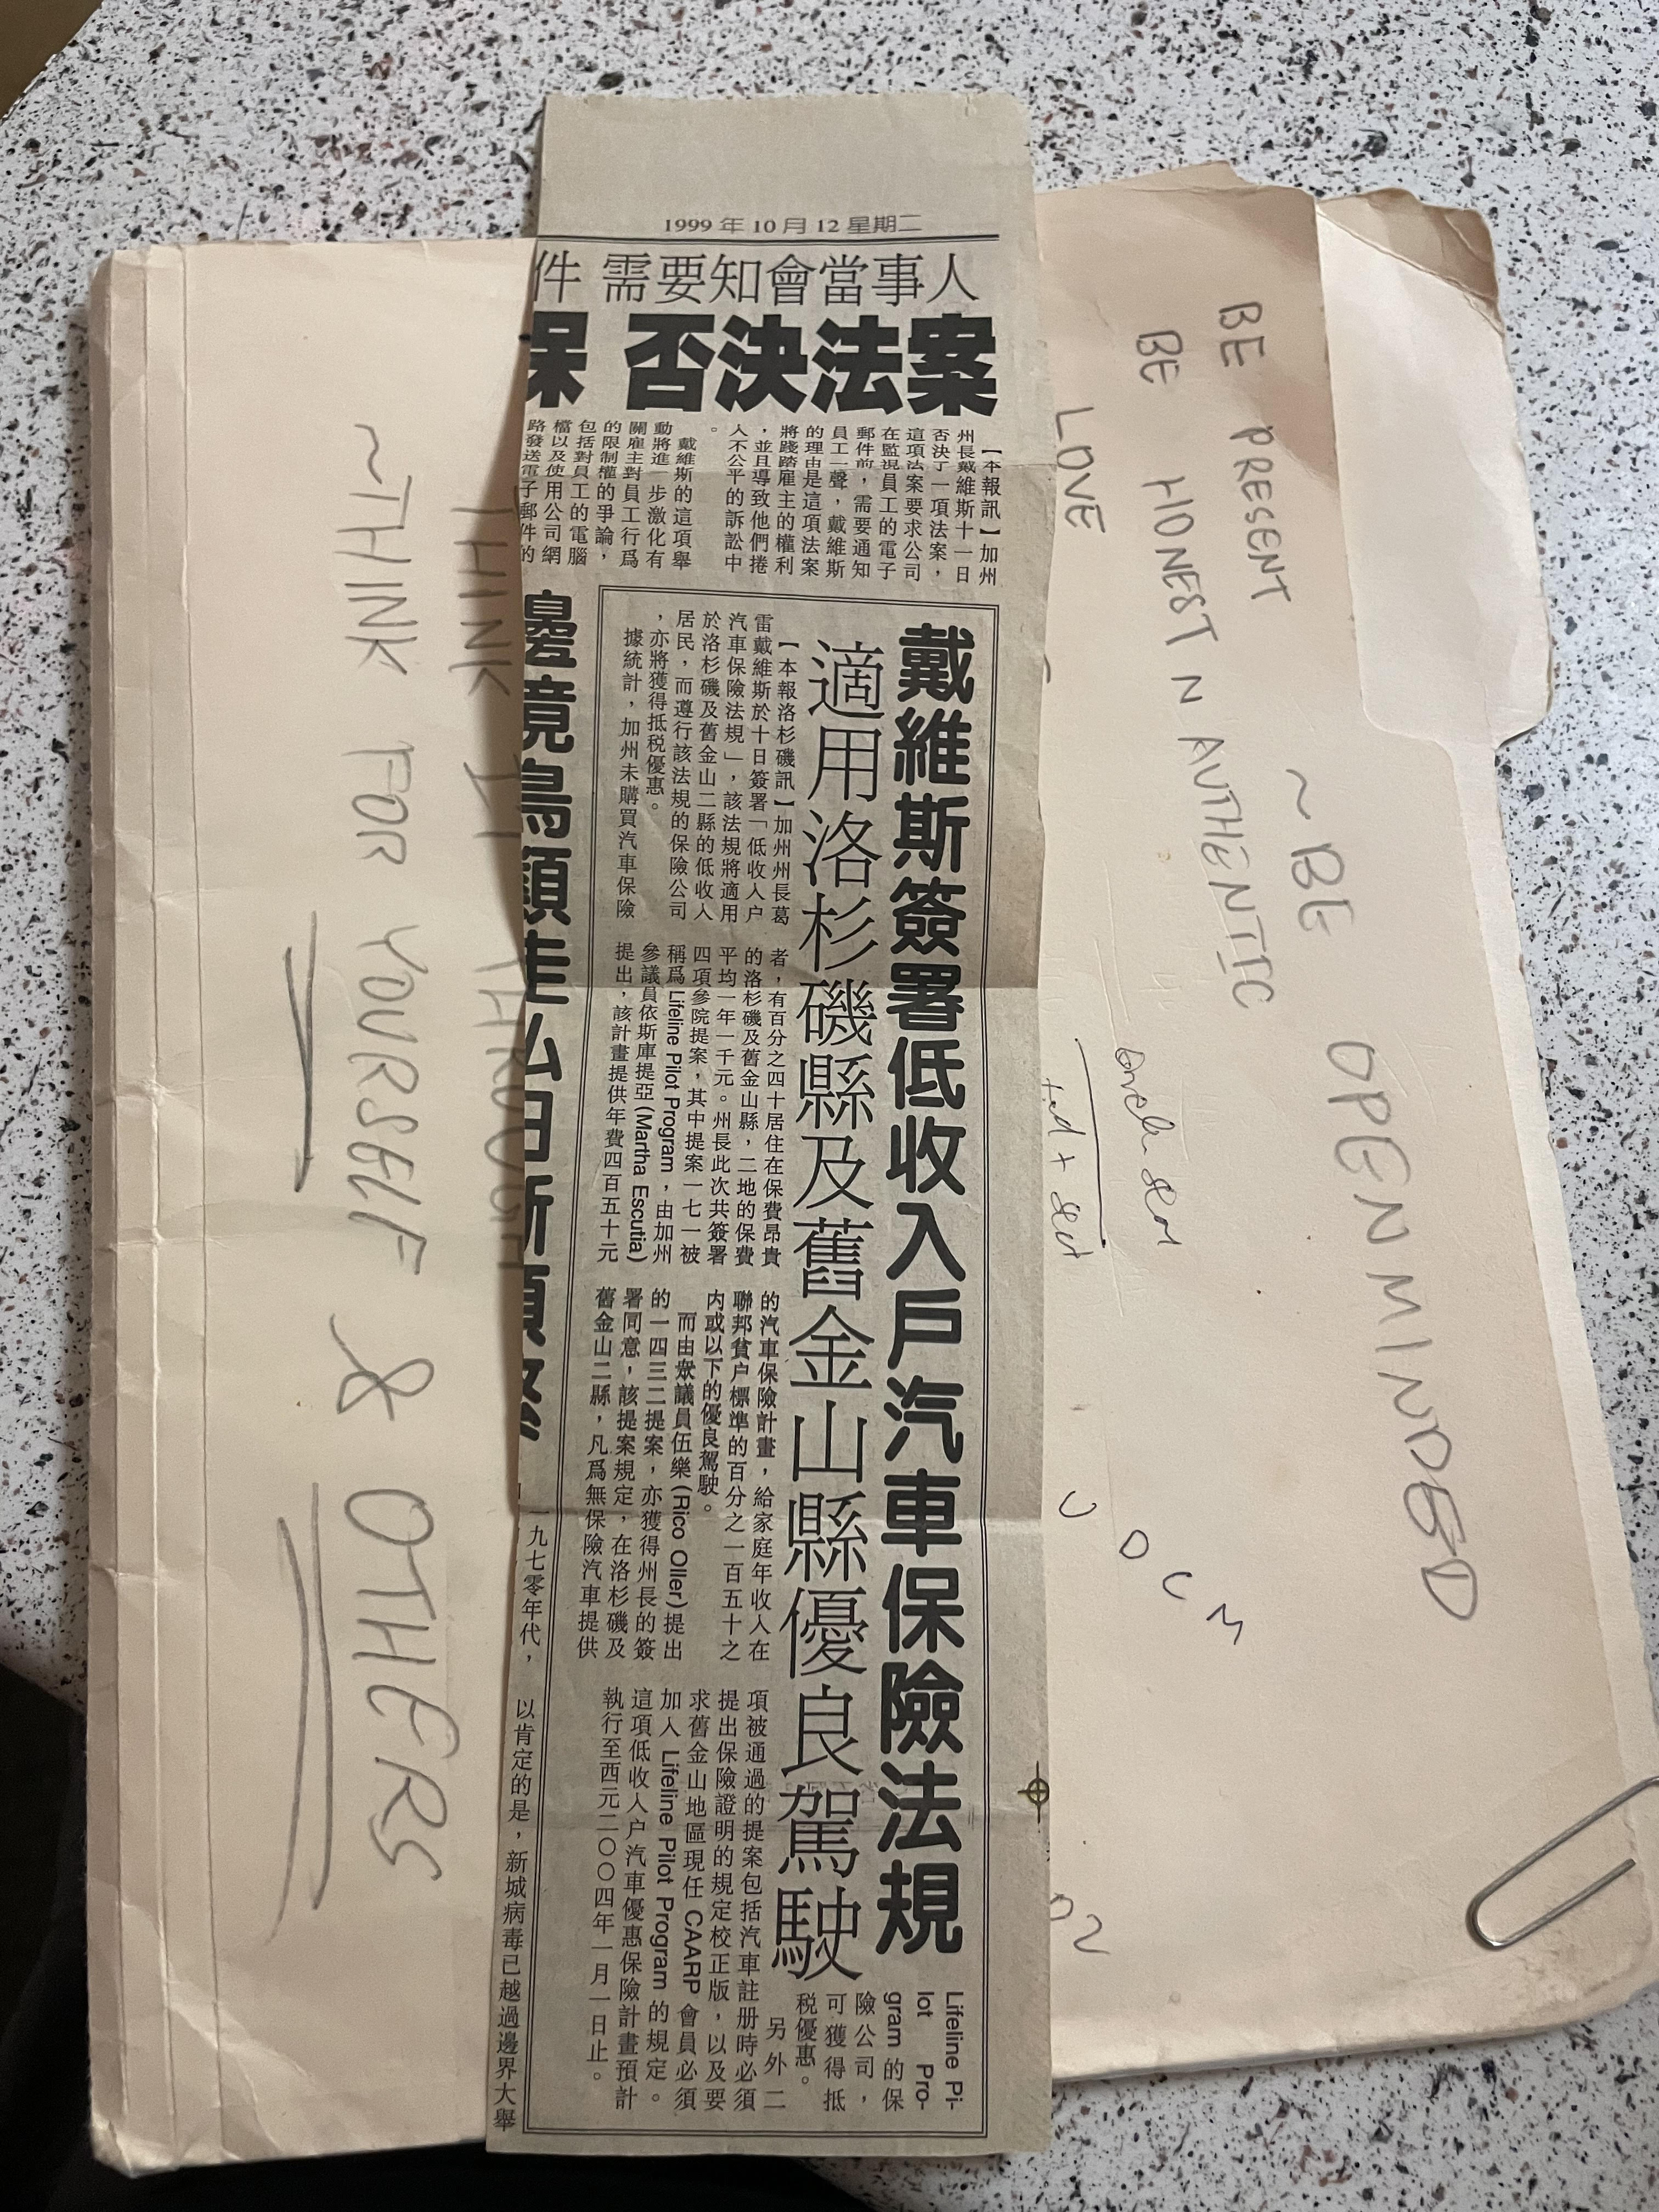 1999年10月12星期二
件 需要知會當事人
保 否決法案
【本報訊】加州
州長戴維斯十一日
否決了一項法案，
這項法案要求公司
在監視員工的電子
郵件前，需要通知
員工一聲，戴維斯
的理由是這項法案
將踐踏雇主的權利
，並且導致他們捲
人不公平的訴訟中
。
戴維斯的這項舉
動將進一步激化有
關雇主對員工行爲
的限制權的爭論，
包括對員工的電腦
檔以及使用公司網
路發送電子郵件的
戴維斯簽署低收入戶汽車保險法規
適用洛杉磯縣及舊金山縣優良駕駛
【本報洛杉磯訊】加州州長葛
雷戴維斯於十日簽署「低收入户
汽車保險法規」，該法規將適用
於洛杉磯及舊金山二縣的低收人
居民，而遵行該法規的保險公司
，亦將獲得抵税優惠。
據統計，加州未購買汽車保險
者，有百分之四十居住在保費昂貴
的洛杉磯及舊金山縣，二地的保費
平均一年一千元。州長此次共簽署
四項參院提案，其中提案一七一被
稱爲 Lifeline Pilot Program，由加州
參議員依斯庫提亞 (Martha Escutia)
提出，該計畫提供年費四百五十元
的汽車保險計畫，給家庭年收人在
聯邦貧户標準的百分之一百五十之
内或以下的優良駕駛。
而由衆議員伍樂 (Rico Oller) 提出
的一四三二提案，亦獲得州長的簽
署同意，該提案規定，在洛杉磯及
舊金山二縣，凡爲無保險汽車提供
Lifeline Pi-
lot Pro-
gram 的保
險公司，
可獲得抵
税優惠。
另外二
項被通過的提案包括汽車註册時必須
提出保險證明的規定校正版，以及要
求舊金山地區現任 CAARP 會員必須
加人 Lifeline Pilot Program 的規定。
這項低收人户汽車優惠保險計畫預計
執行至西元二〇〇四年一月一日止。
邊境鳥類走私日漸頻繁
一九七零年代，
以肯定的是，新城病毒已越過邊界大舉
~ BE OPEN MINDED
BE PRESENT
BE HONEST N AUTHENTIC
LOVE
U D C M
02
THINK IT THROUGH
~THINK FOR YOURSELF & OTHERS